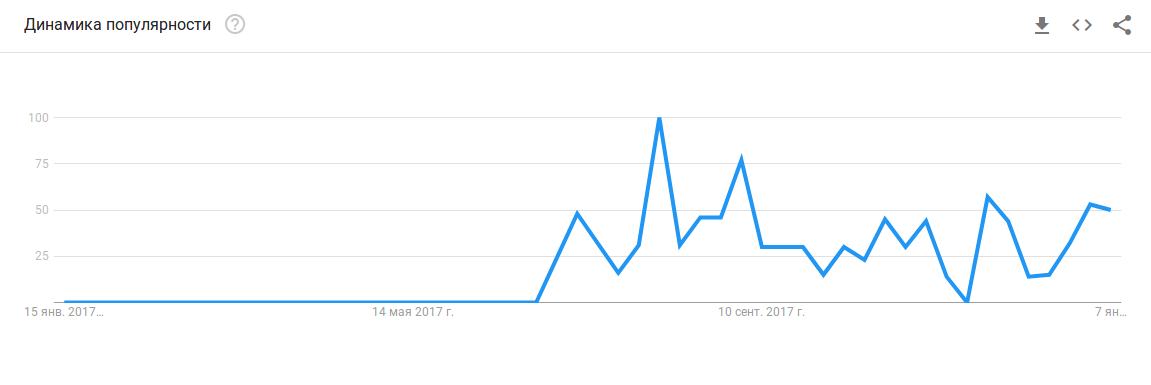 Динамика популярности ?
100
75
50
25
15 янв. 2017…
14 мая 2017 г.
10 сент. 2017 г.
7 ян…